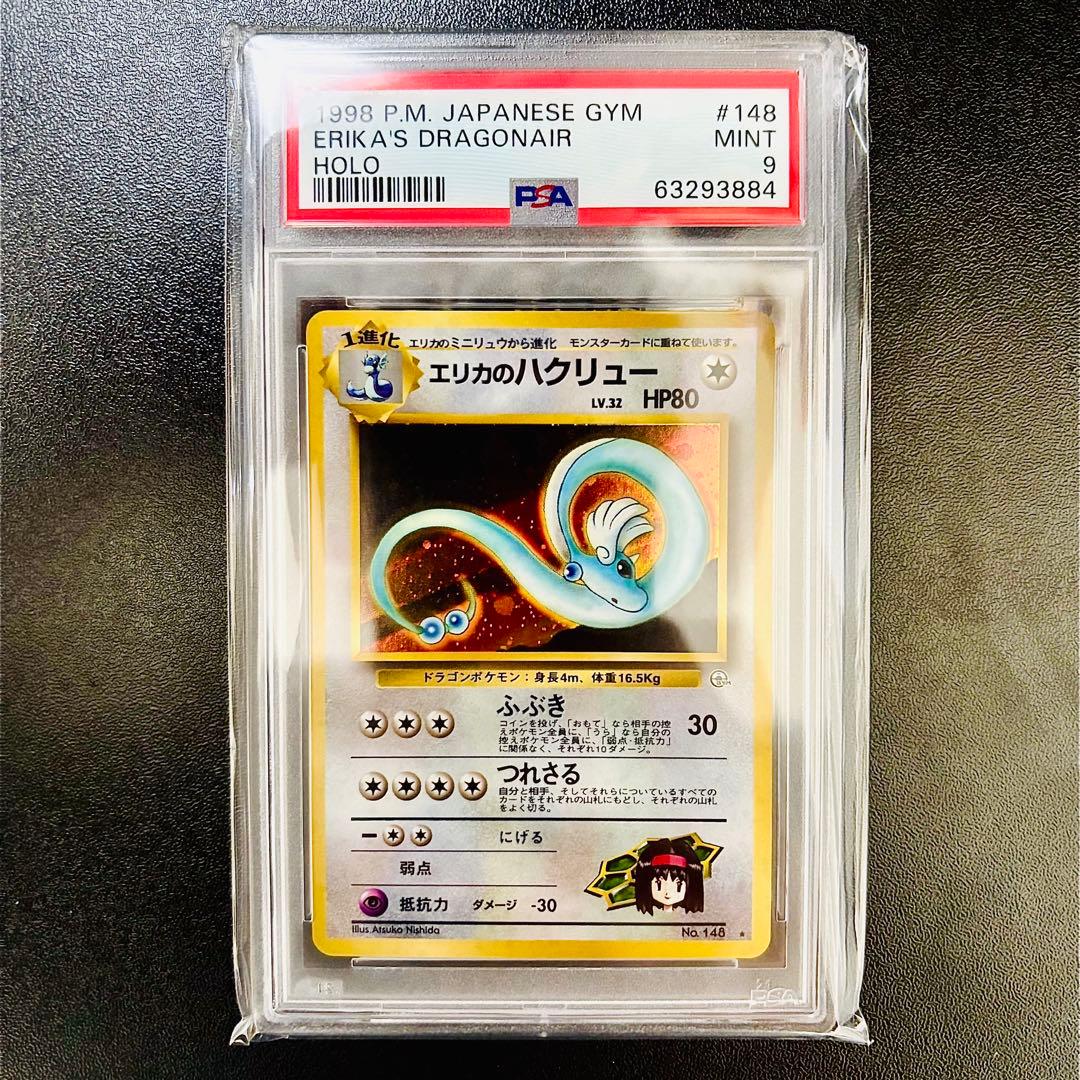 1998 P.M. JAPANESE GYM #148
ERIKA'S DRAGONAIR MINT
HOLO 9
PSA 63293884
1進化 エリカのミニリュウから進化 モンスターカードに重ねて使います。
エリカのハクリュー
LV.32 HP80
ドラゴンポケモン：身長4m、体重16.5Kg
GYM
ふぶき 30
コインを投げ、「おもて」なら相手の控
えポケモン全員に、「うら」なら自分の
控えポケモン全員に、「弱点・抵抗力」
に関係なく、それぞれ10ダメージ。
つれさる
自分と相手、そしてそれらについているすべての
カードをそれぞれの山札にもどし、それぞれの山札
をよく切る。
にげる
弱点
抵抗力 ダメージ -30
Illus.Atsuko Nishida No.148 ★
PSA